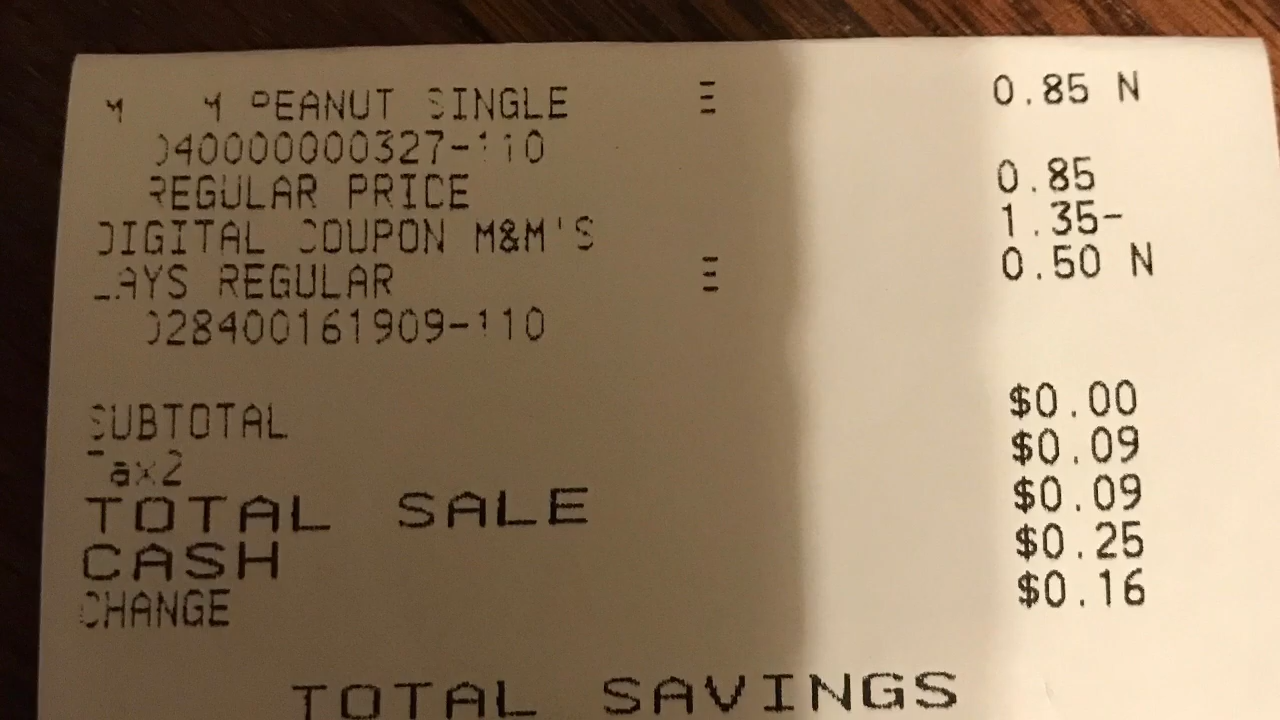 M M PEANUT SINGLE E 0.85 N
040000000327-110
REGULAR PRICE 0.85
DIGITAL COUPON M&M'S 1.35-
LAYS REGULAR E 0.50 N
028400161909-110
SUBTOTAL $0.00
Tax2 $0.09
TOTAL SALE $0.09
CASH $0.25
CHANGE $0.16
TOTAL SAVINGS